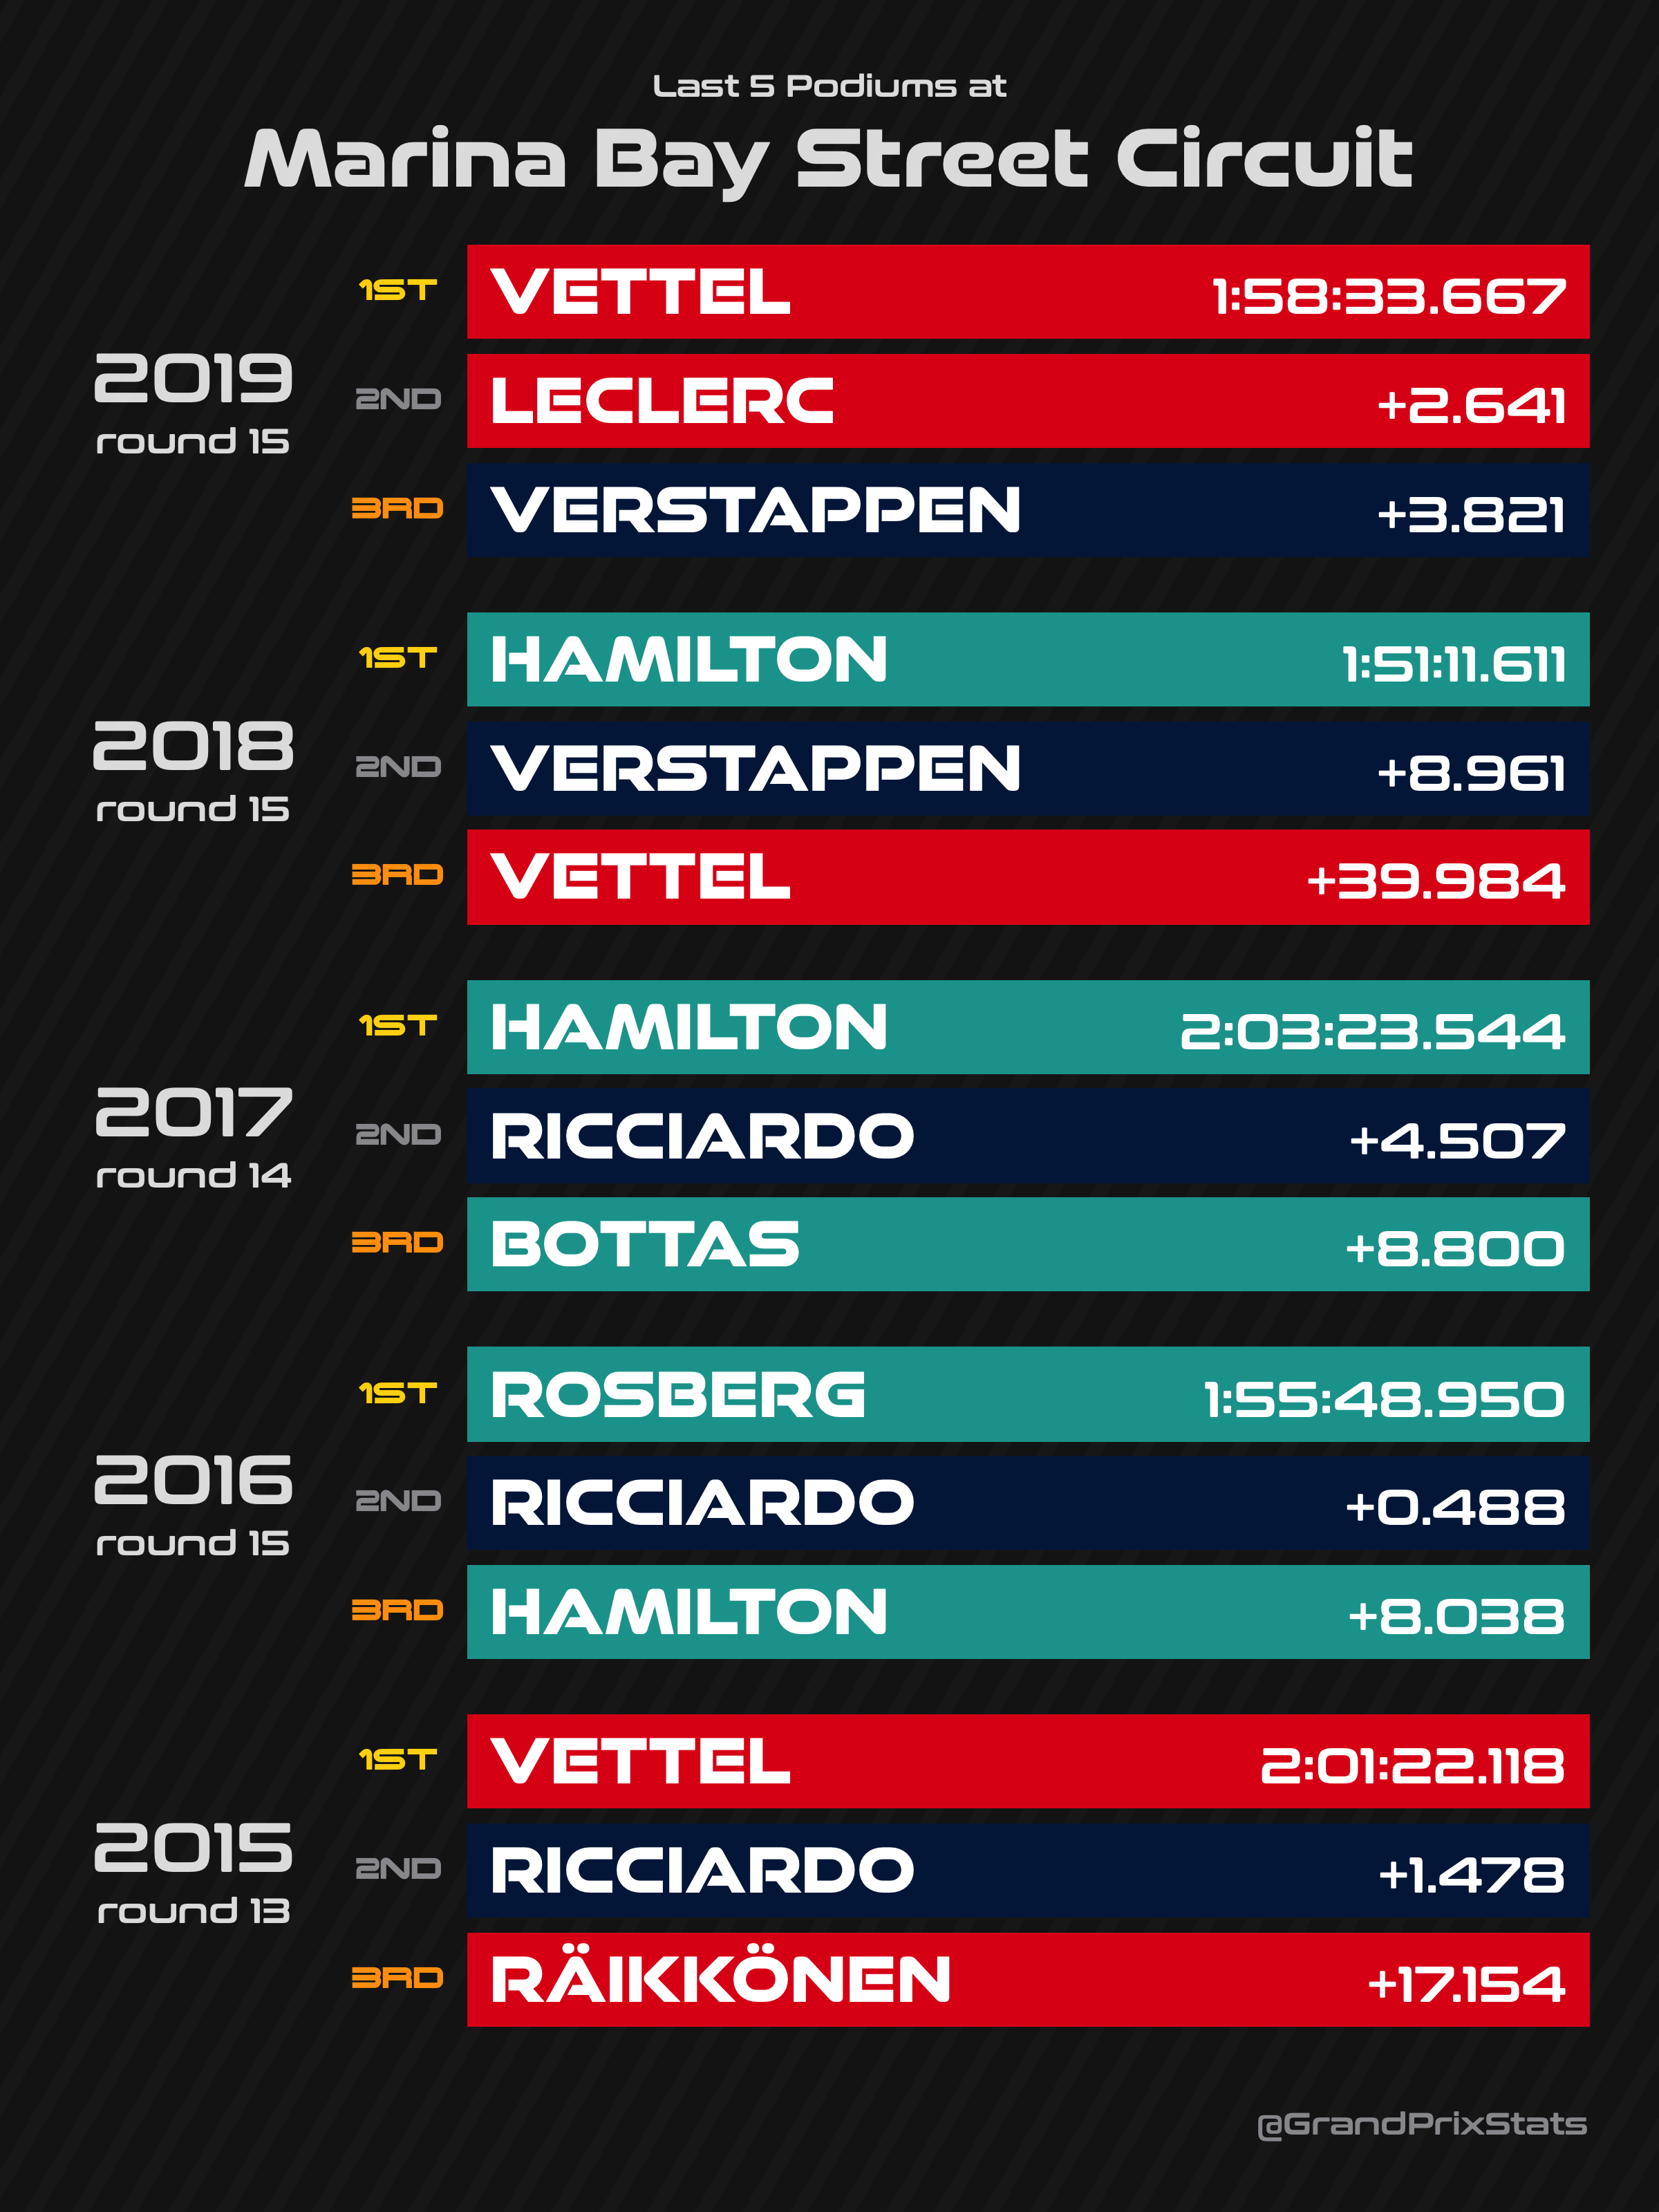 Last 5 Podiums at
Marina Bay Street Circuit
2019
round 15
1ST VETTEL 1:58:33.667
2ND LECLERC +2.641
3RD VERSTAPPEN +3.821
2018
round 15
1ST HAMILTON 1:51:11.611
2ND VERSTAPPEN +8.961
3RD VETTEL +39.984
2017
round 14
1ST HAMILTON 2:03:23.544
2ND RICCIARDO +4.507
3RD BOTTAS +8.800
2016
round 15
1ST ROSBERG 1:55:48.950
2ND RICCIARDO +0.488
3RD HAMILTON +8.038
2015
round 13
1ST VETTEL 2:01:22.118
2ND RICCIARDO +1.478
3RD RÄIKKÖNEN +17.154
@GrandPrixStats